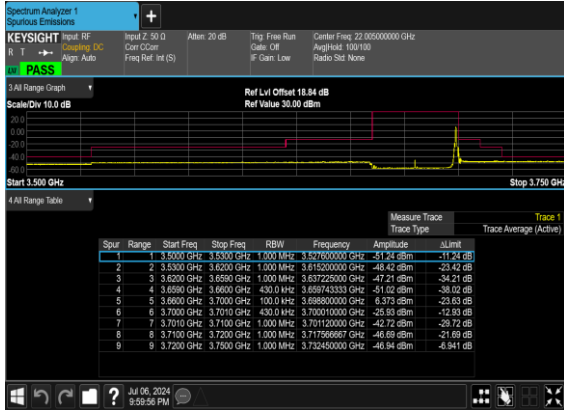 Spectrum Analyzer 1
Spurious Emissions
+
KEYSIGHT Input: RF Input Z: 50 Ω Atten: 20 dB Trig: Free Run Center Freq: 22.005000000 GHz
R T Coupling: DC Corr CCorr Gate: Off Avg|Hold: 100/100
Align: Auto Freq Ref: Int (S) IF Gain: Low Radio Std: None
PASS
3 All Range Graph
Ref Lvl Offset 18.84 dB
Scale/Div 10.0 dB Ref Value 30.00 dBm
20.0
0.00
-20.0
-40.0
-60.0
Start 3.500 GHz Stop 3.750 GHz
4 All Range Table
Measure Trace Trace 1
Trace Type Trace Average (Active)
Spur Range Start Freq Stop Freq RBW Frequency Amplitude ΔLimit
1 1 3.5000 GHz 3.5300 GHz 1.000 MHz 3.527600000 GHz -51.24 dBm -11.24 dB
2 2 3.5300 GHz 3.6200 GHz 1.000 MHz 3.615200000 GHz -48.42 dBm -23.42 dB
3 3 3.6200 GHz 3.6590 GHz 1.000 MHz 3.637225000 GHz -47.21 dBm -34.21 dB
4 4 3.6590 GHz 3.6600 GHz 430.0 kHz 3.659743333 GHz -51.02 dBm -38.02 dB
5 5 3.6600 GHz 3.7000 GHz 100.0 kHz 3.698800000 GHz 6.373 dBm -23.63 dB
6 6 3.7000 GHz 3.7010 GHz 430.0 kHz 3.700010000 GHz -25.93 dBm -12.93 dB
7 7 3.7010 GHz 3.7100 GHz 1.000 MHz 3.701120000 GHz -42.72 dBm -29.72 dB
8 8 3.7100 GHz 3.7200 GHz 1.000 MHz 3.717566667 GHz -46.69 dBm -21.69 dB
9 9 3.7200 GHz 3.7500 GHz 1.000 MHz 3.732450000 GHz -46.94 dBm -6.941 dB
? Jul 06, 2024
9:59:56 PM